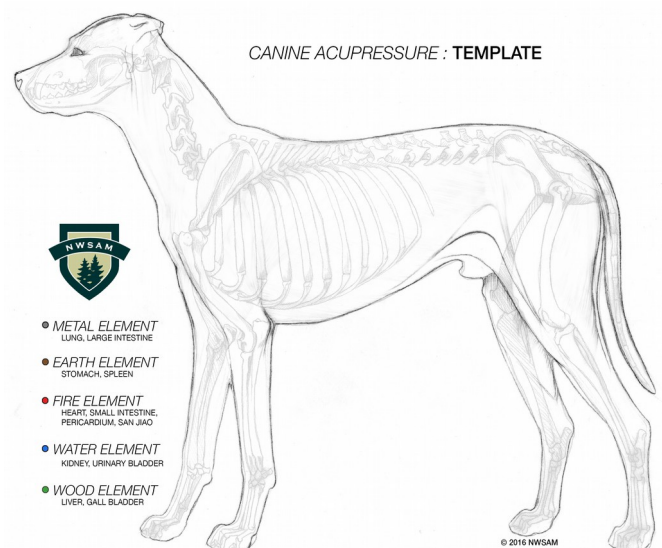 CANINE ACUPRESSURE : TEMPLATE
NWSAM
METAL ELEMENT
LUNG, LARGE INTESTINE
EARTH ELEMENT
STOMACH, SPLEEN
FIRE ELEMENT
HEART, SMALL INTESTINE,
PERICARDIUM, SAN JIAO
WATER ELEMENT
KIDNEY, URINARY BLADDER
WOOD ELEMENT
LIVER, GALL BLADDER
© 2016 NWSAM